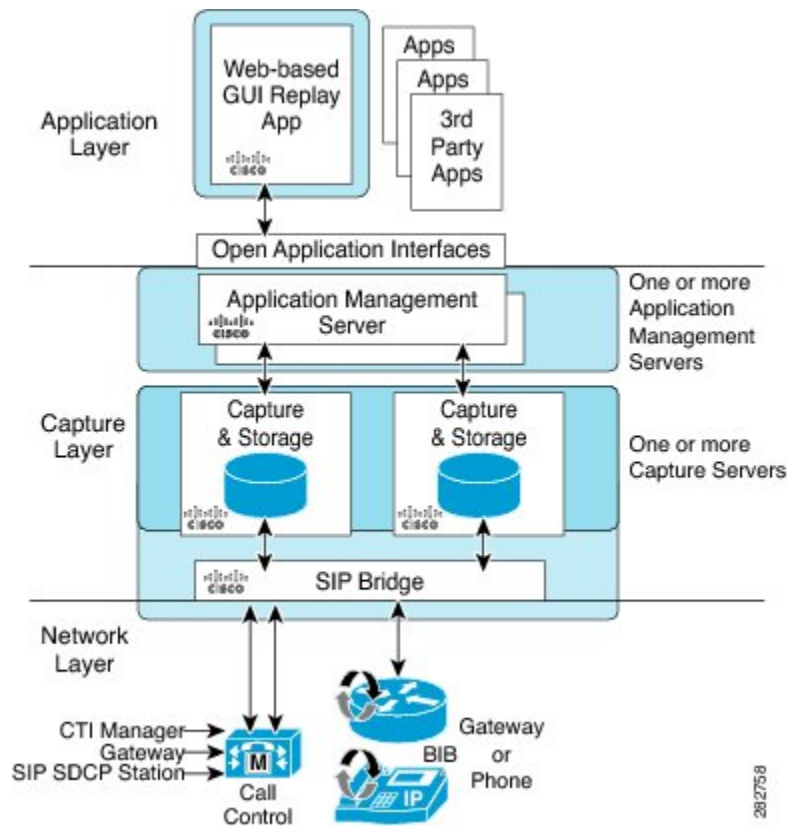 Application
Layer
Web-based
GUI Replay
App
CISCO
Apps
Apps
3rd
Party
Apps
Open Application Interfaces
Application Management
Server
CISCO
One or more
Application
Management
Servers
Capture
Layer
Capture
& Storage
CISCO
Capture
& Storage
CISCO
One or more
Capture Servers
CISCO
SIP Bridge
Network
Layer
CTI Manager
Gateway
SIP SDCP Station
M
Call
Control
BIB
IP
Gateway
or
Phone
282758